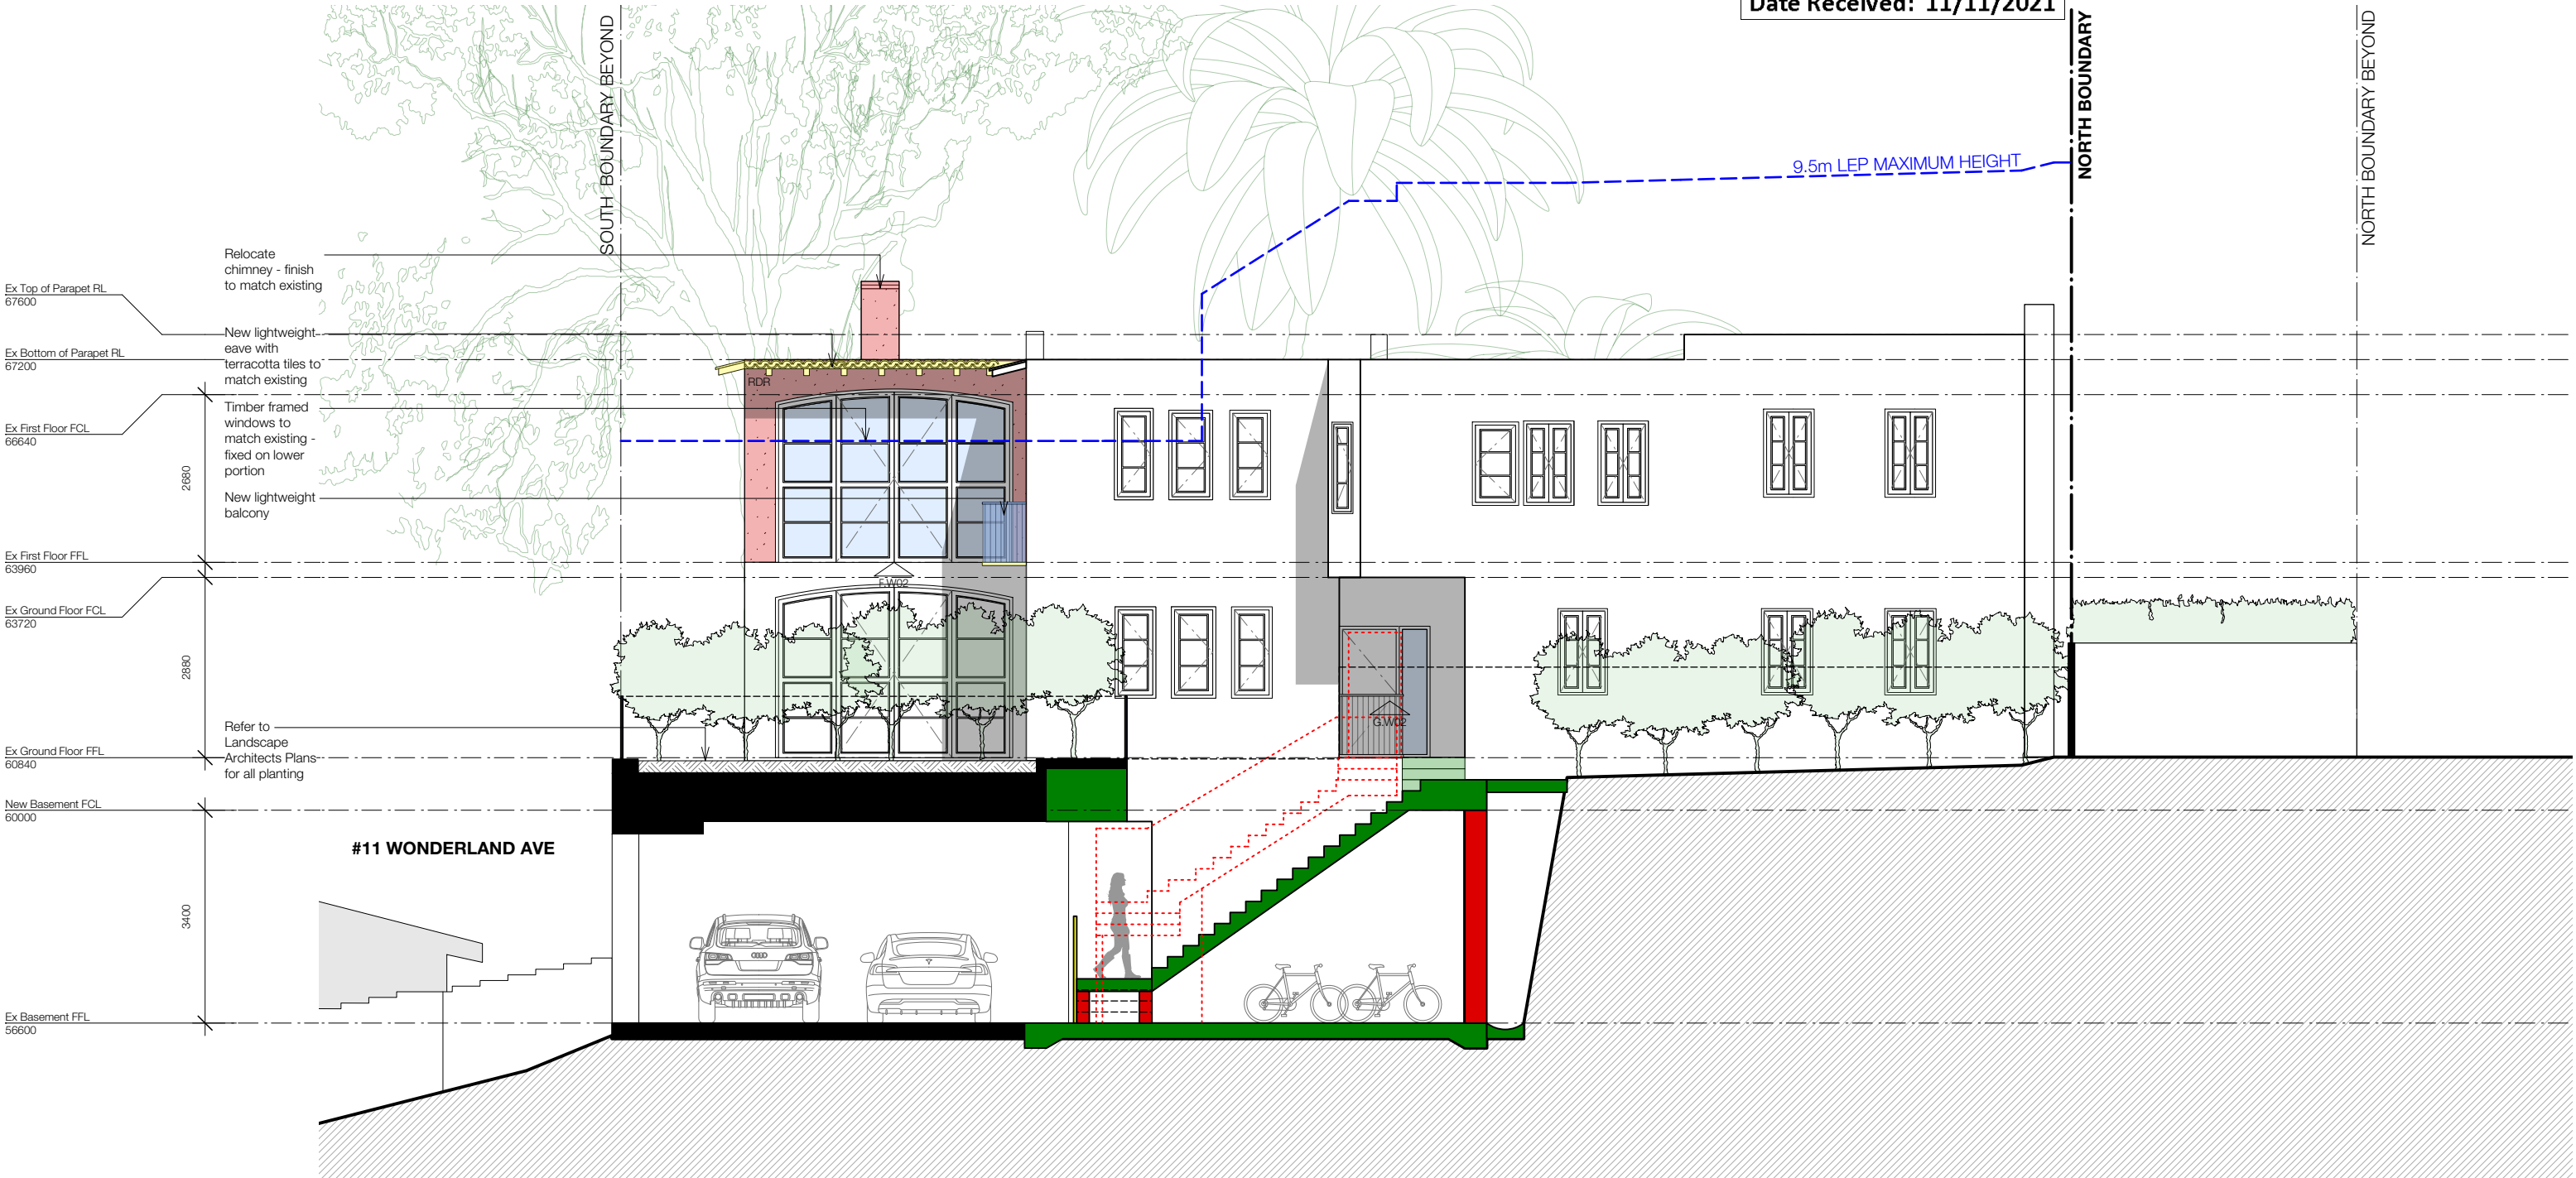 Date Received: 11/11/2021
SOUTH BOUNDARY BEYOND
NORTH BOUNDARY
NORTH BOUNDARY BEYOND
9.5m LEP MAXIMUM HEIGHT
Relocate
chimney - finish
to match existing
Ex Top of Parapet RL
67600
New lightweight
eave with
terracotta tiles to
match existing
Ex Bottom of Parapet RL
67200
RDR
Timber framed
windows to
match existing -
fixed on lower
portion
Ex First Floor FCL
66640
2680
New lightweight
balcony
Ex First Floor FFL
63960
F.W02
Ex Ground Floor FCL
63720
2880
G.W02
Refer to
Landscape
Architects Plans
for all planting
Ex Ground Floor FFL
60840
New Basement FCL
60000
#11 WONDERLAND AVE
3400
Ex Basement FFL
56600